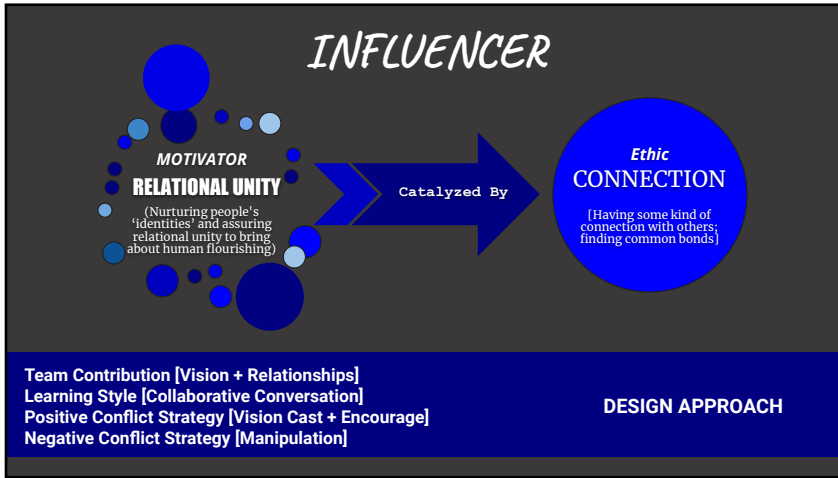 INFLUENCER
MOTIVATOR
RELATIONAL UNITY
(Nurturing people's
‘identities’ and assuring
relational unity to bring
about human flourishing)
Catalyzed By
Ethic
CONNECTION
[Having some kind of
connection with others;
finding common bonds]
Team Contribution [Vision + Relationships]
Learning Style [Collaborative Conversation]
Positive Conflict Strategy [Vision Cast + Encourage]
Negative Conflict Strategy [Manipulation]
DESIGN APPROACH